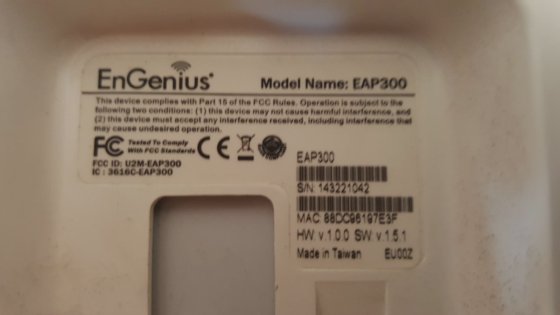 EnGenius®
Model Name: EAP300
This device complies with Part 15 of the FCC Rules. Operation is subject to the
following two conditions: (1) this device may not cause harmful interference, and
(2) this device must accept any interference received, including interference that
may cause undesired operation.
FC Tested To Comply
With FCC Standards
CE
FCC ID: U2M-EAP300
IC : 3616C-EAP300
EAP300
S/N: 143221042
MAC: 88DC96197E3F
HW: v.1.0.0 SW: v.1.5.1
Made in Taiwan EU00Z